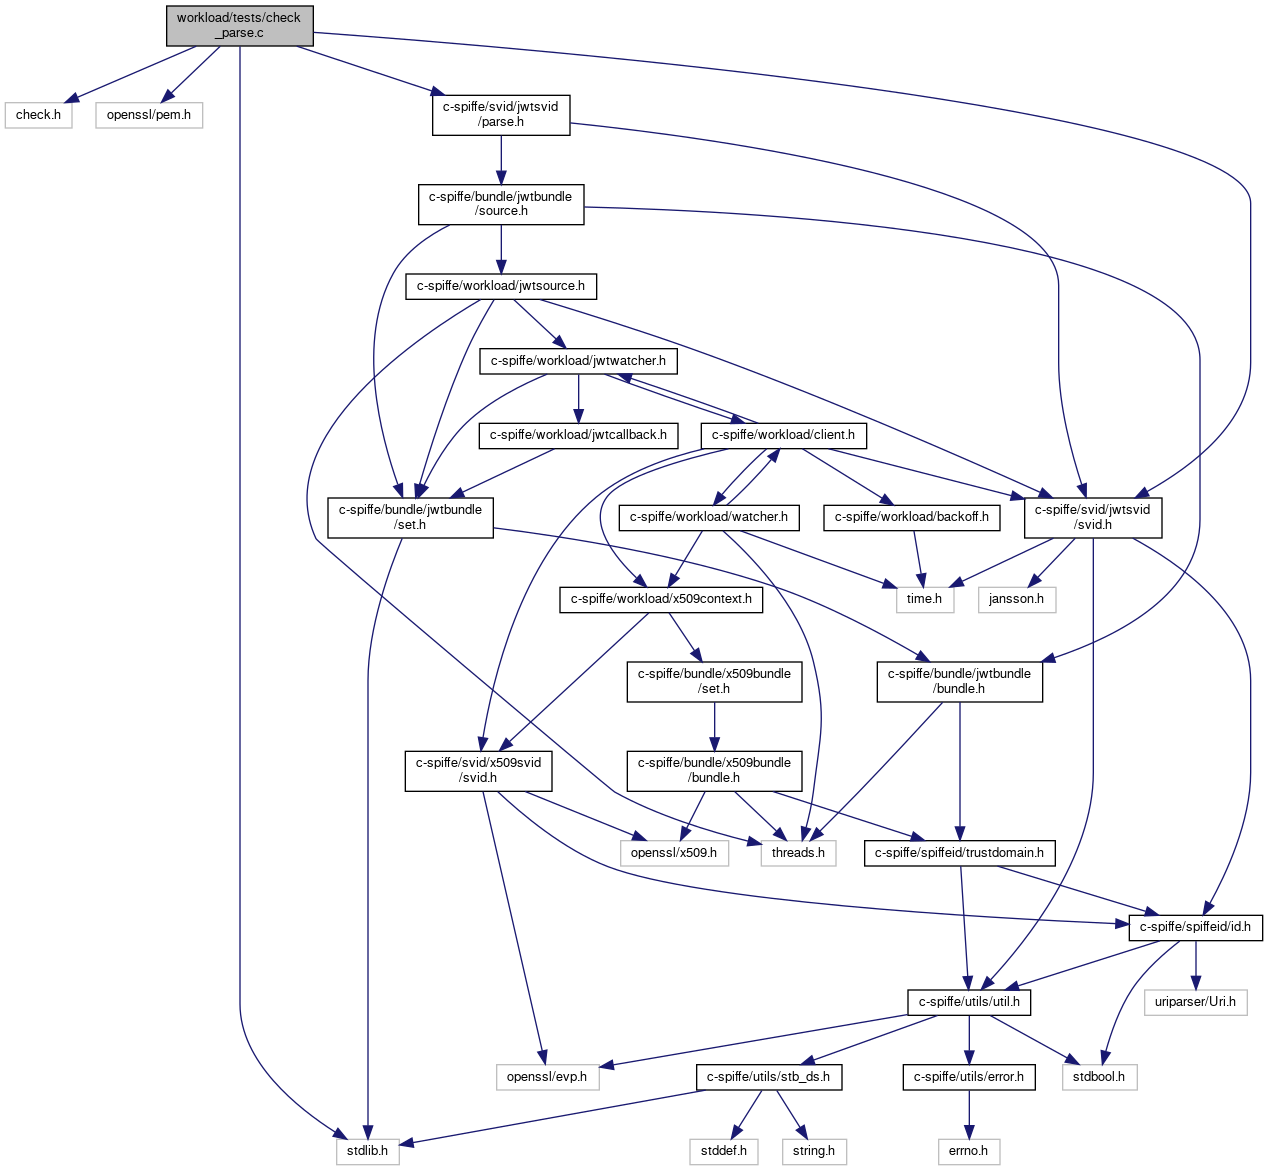 workload/tests/check
_parse.c
check.h
openssl/pem.h
c-spiffe/svid/jwtsvid
/parse.h
c-spiffe/bundle/jwtbundle
/source.h
c-spiffe/workload/jwtsource.h
c-spiffe/workload/jwtwatcher.h
c-spiffe/workload/jwtcallback.h
c-spiffe/workload/client.h
c-spiffe/bundle/jwtbundle
/set.h
c-spiffe/workload/watcher.h
c-spiffe/workload/backoff.h
c-spiffe/svid/jwtsvid
/svid.h
c-spiffe/workload/x509context.h
time.h
jansson.h
c-spiffe/bundle/x509bundle
/set.h
c-spiffe/bundle/jwtbundle
/bundle.h
c-spiffe/svid/x509svid
/svid.h
c-spiffe/bundle/x509bundle
/bundle.h
openssl/x509.h
threads.h
c-spiffe/spiffeid/trustdomain.h
c-spiffe/spiffeid/id.h
c-spiffe/utils/util.h
uriparser/Uri.h
openssl/evp.h
c-spiffe/utils/stb_ds.h
c-spiffe/utils/error.h
stdbool.h
stdlib.h
stddef.h
string.h
errno.h